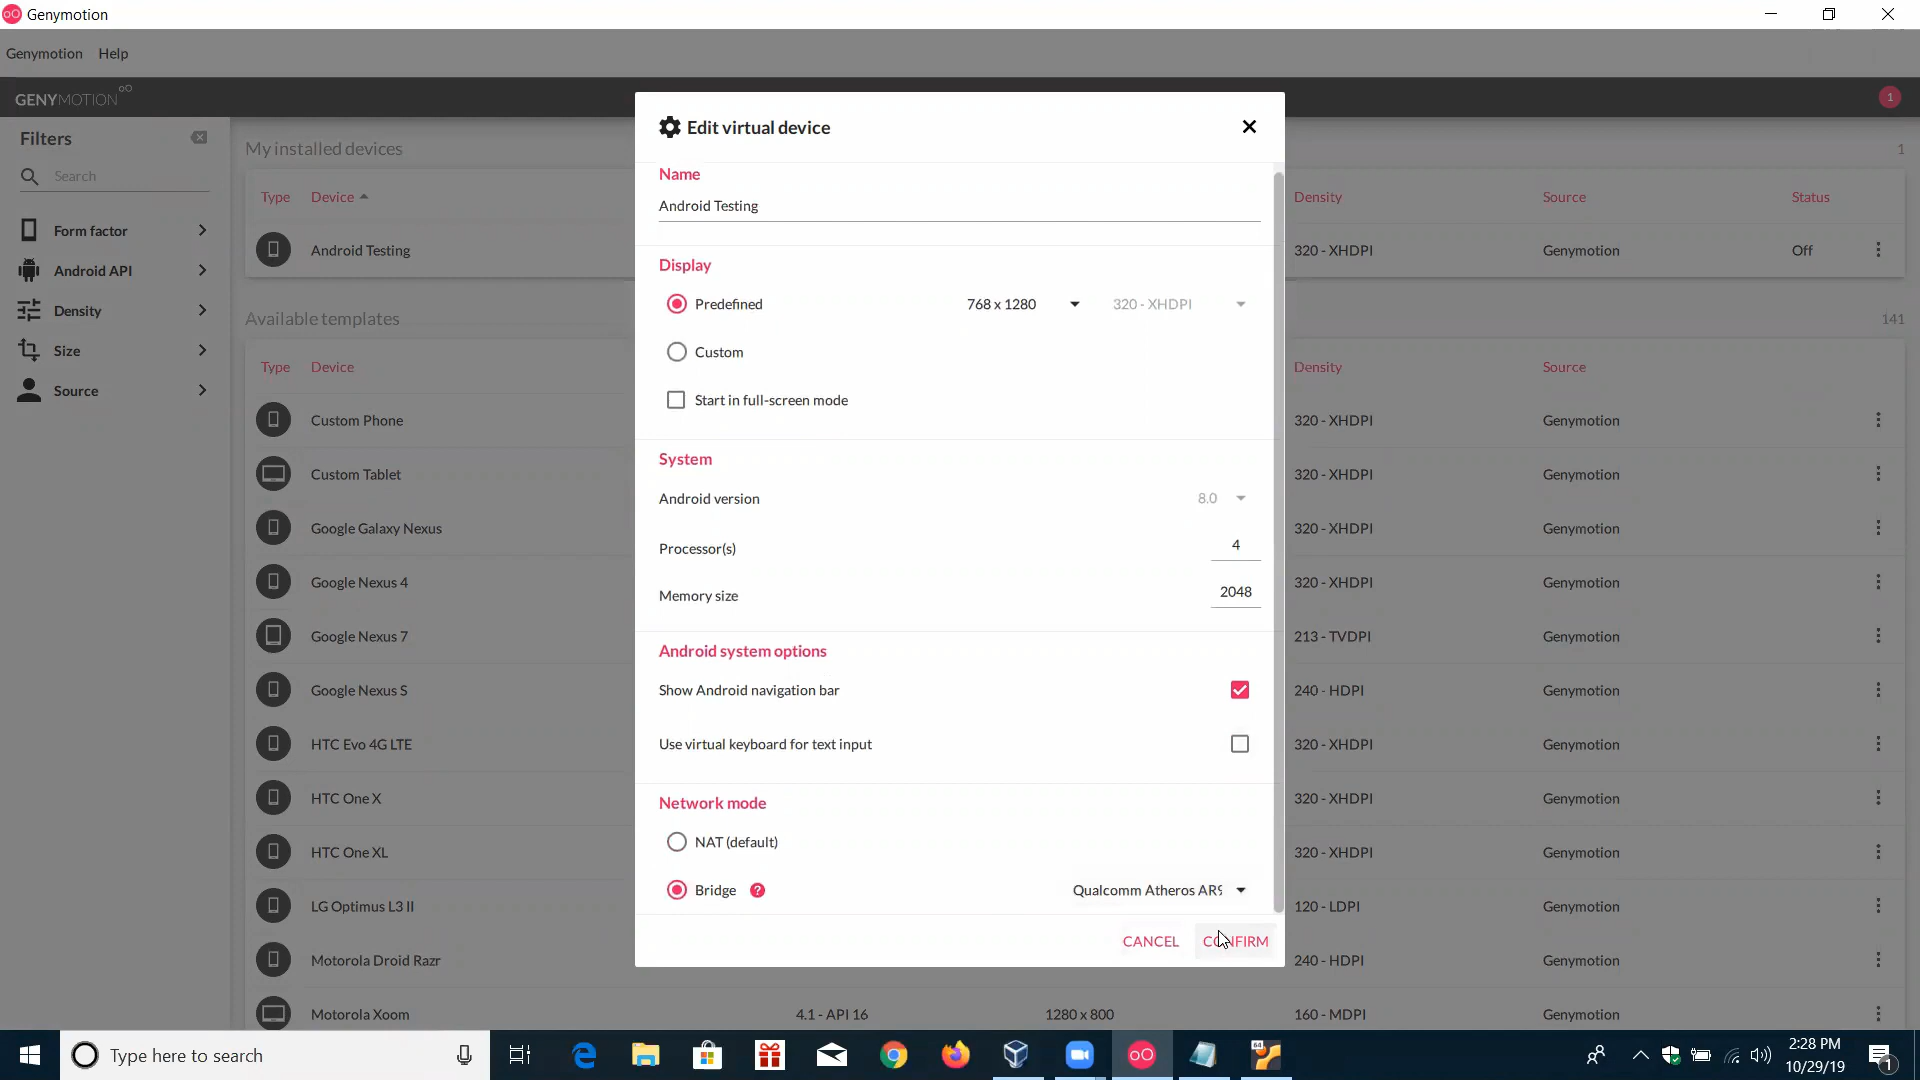 Genymotion
Genymotion Help
GENYMOTION
1
Filters
Search
Form factor
Android API
Density
Size
Source
My installed devices
1
Type Device Density Source Status
Android Testing 320 - XHDPI Genymotion Off
Available templates
141
Type Device Density Source
Custom Phone 320 - XHDPI Genymotion
Custom Tablet 320 - XHDPI Genymotion
Google Galaxy Nexus 320 - XHDPI Genymotion
Google Nexus 4 320 - XHDPI Genymotion
Google Nexus 7 213 - TVDPI Genymotion
Google Nexus S 240 - HDPI Genymotion
HTC Evo 4G LTE 320 - XHDPI Genymotion
HTC One X 320 - XHDPI Genymotion
HTC One XL 320 - XHDPI Genymotion
LG Optimus L3 II 120 - LDPI Genymotion
Motorola Droid Razr 240 - HDPI Genymotion
Motorola Xoom 4.1 - API 16 1280 x 800 160 - MDPI Genymotion
Edit virtual device
Name
Android Testing
Display
Predefined 768 x 1280 320 - XHDPI
Custom
Start in full-screen mode
System
Android version 8.0
Processor(s) 4
Memory size 2048
Android system options
Show Android navigation bar
Use virtual keyboard for text input
Network mode
NAT (default)
Bridge ? Qualcomm Atheros AR9
CANCEL CONFIRM
Type here to search
64
2:28 PM
10/29/19
1